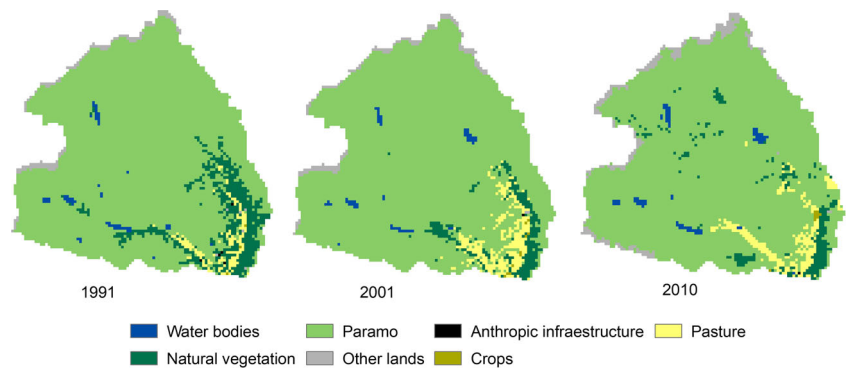 1991
2001
2010
Water bodies
Paramo
Anthropic infraestructure
Pasture
Natural vegetation
Other lands
Crops